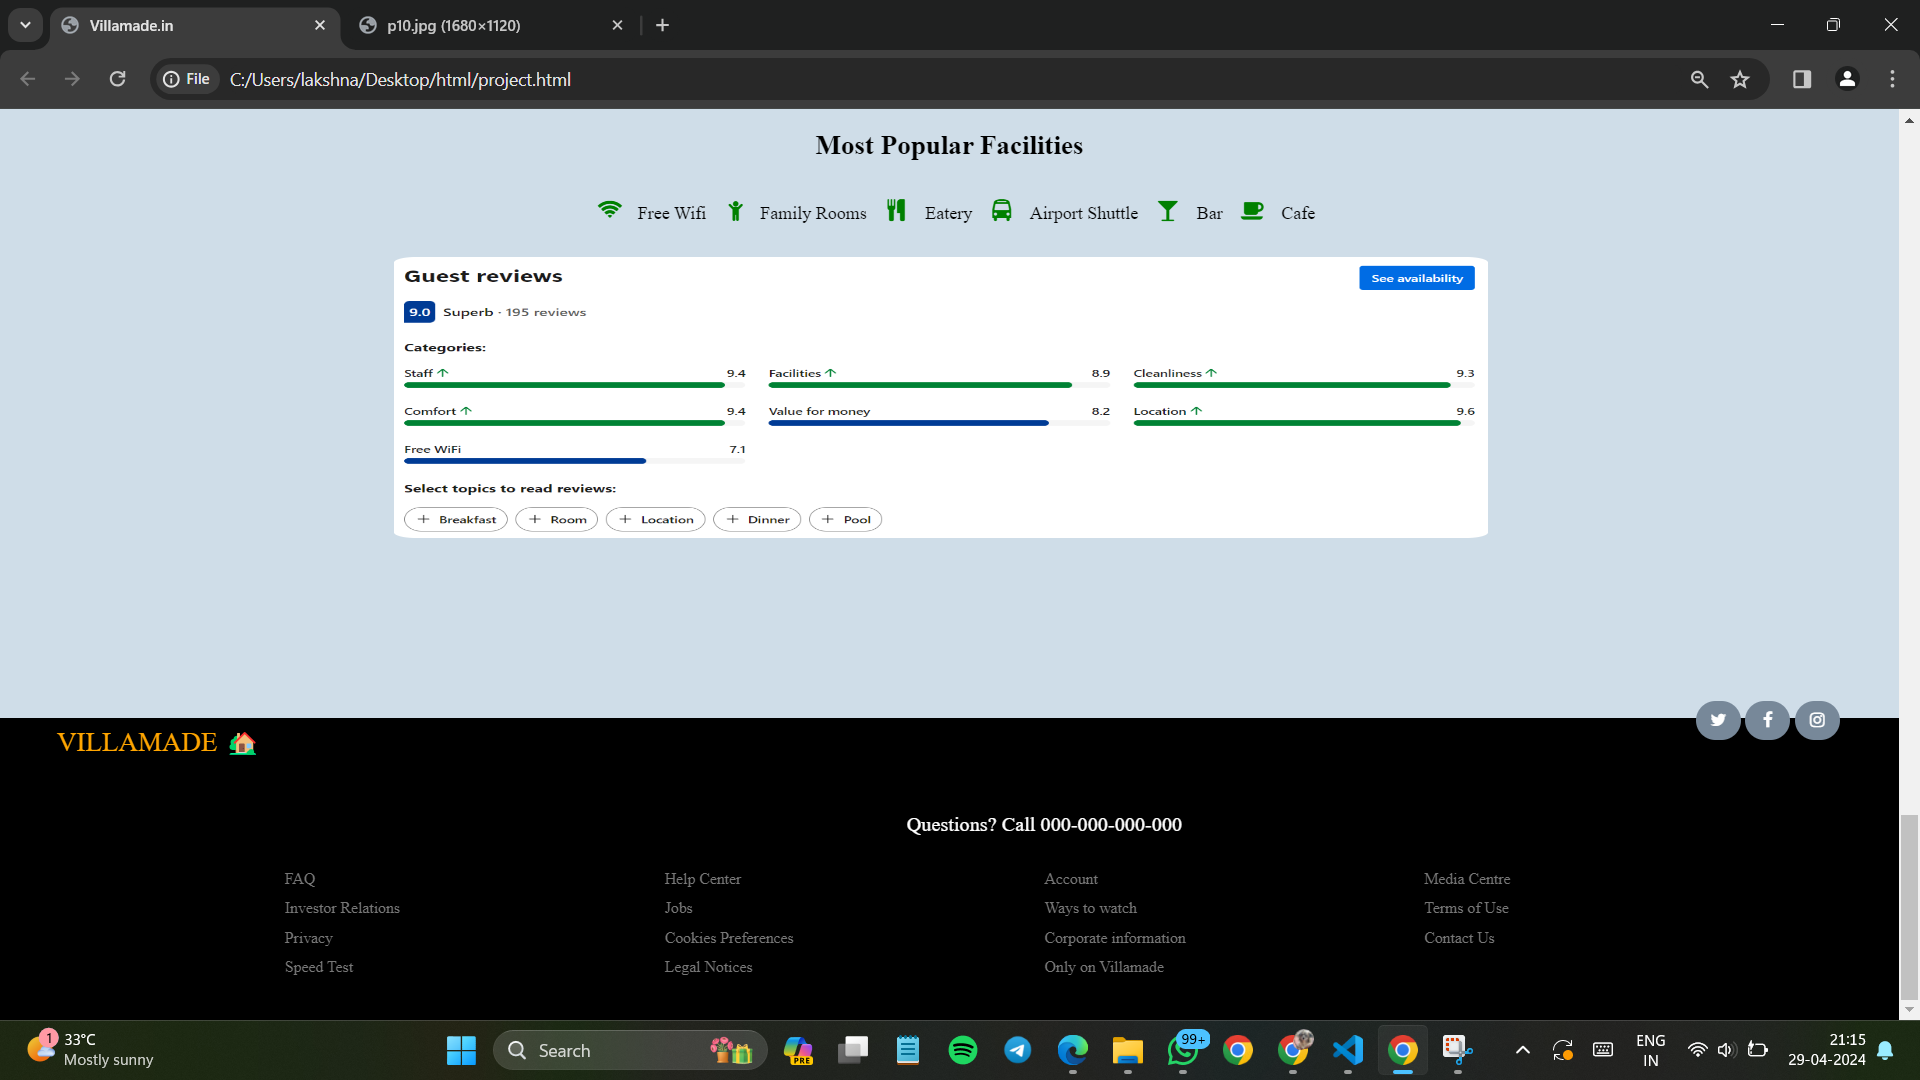 Villamade.in
p10.jpg (1680×1120)
File C:/Users/lakshna/Desktop/html/project.html
Most Popular Facilities
Free Wifi Family Rooms Eatery Airport Shuttle Bar Cafe
Guest reviews
See availability
9.0 Superb · 195 reviews
Categories:
Staff 9.4 Facilities 8.9 Cleanliness 9.3
Comfort 9.4 Value for money 8.2 Location 9.6
Free WiFi 7.1
Select topics to read reviews:
+ Breakfast + Room + Location + Dinner + Pool
VILLAMADE
Questions? Call 000-000-000-000
FAQ Help Center Account Media Centre
Investor Relations Jobs Ways to watch Terms of Use
Privacy Cookies Preferences Corporate information Contact Us
Speed Test Legal Notices Only on Villamade
1 33°C
Mostly sunny
Search
PRE
99+
ENG
IN
21:15
29-04-2024